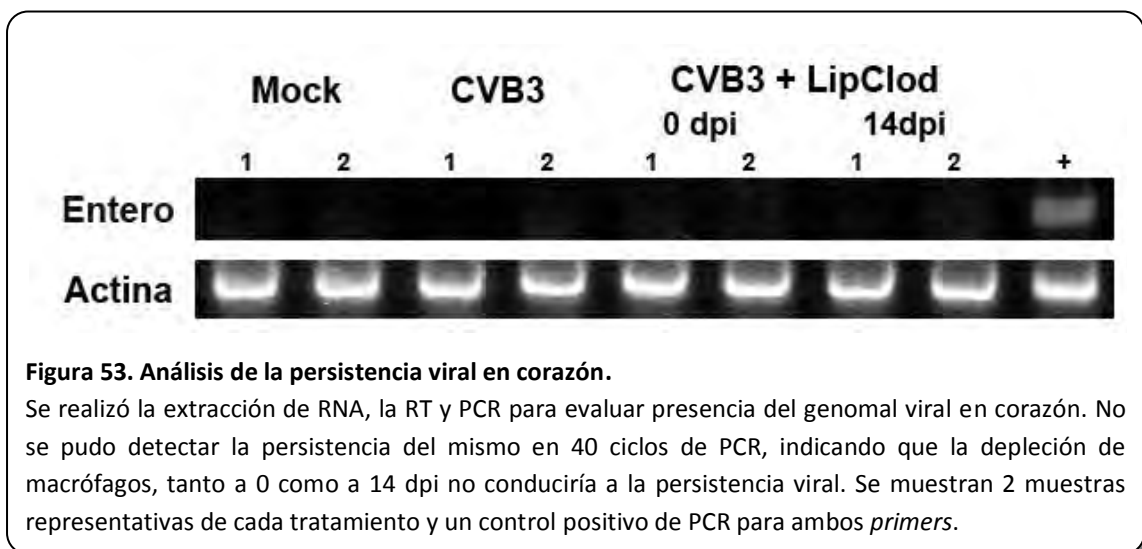 Mock CVB3 CVB3 + LipClod
0 dpi 14dpi
1 2 1 2 1 2 1 2 +
Entero
Actina
Figura 53. Análisis de la persistencia viral en corazón.
Se realizó la extracción de RNA, la RT y PCR para evaluar presencia del genomal viral en corazón. No
se pudo detectar la persistencia del mismo en 40 ciclos de PCR, indicando que la depleción de
macrófagos, tanto a 0 como a 14 dpi no conduciría a la persistencia viral. Se muestran 2 muestras
representativas de cada tratamiento y un control positivo de PCR para ambos primers.